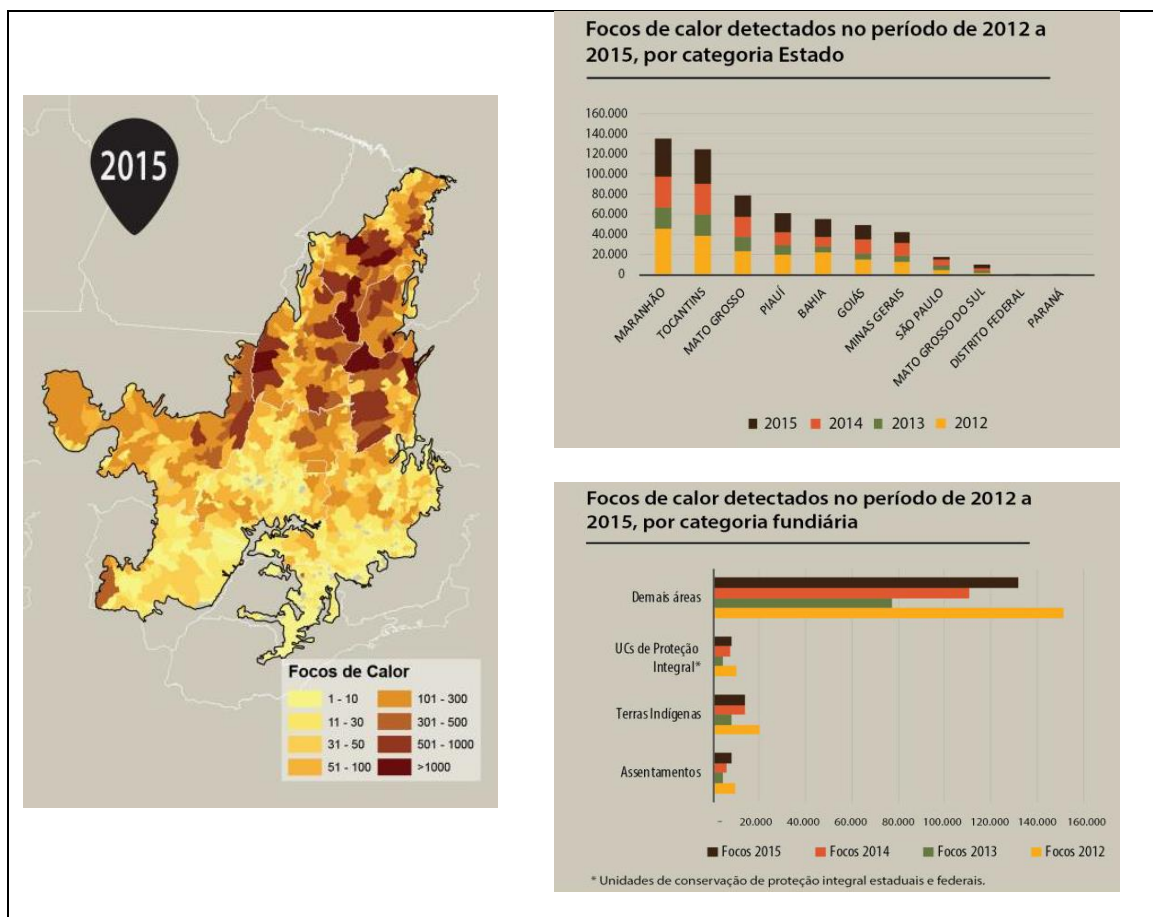 2015
Focos de Calor
1 - 10
11 - 30
31 - 50
51 - 100
101 - 300
301 - 500
501 - 1000
>1000
Focos de calor detectados no período de 2012 a
2015, por categoria Estado
160.000
140.000
120.000
100.000
80.000
60.000
40.000
20.000
0
MARANHÃO
TOCANTINS
MATO GROSSO
PIAUÍ
BAHIA
GOIÁS
MINAS GERAIS
SÃO PAULO
MATO GROSSO DO SUL
DISTRITO FEDERAL
PARANÁ
2015 2014 2013 2012
Focos de calor detectados no período de 2012 a
2015, por categoria fundiária
Demais áreas
UCs de Proteção
Integral*
Terras Indígenas
Assentamentos
- 20.000 40.000 60.000 80.000 100.000 120.000 140.000 160.000
Focos 2015 Focos 2014 Focos 2013 Focos 2012
* Unidades de conservação de proteção integral estaduais e federais.